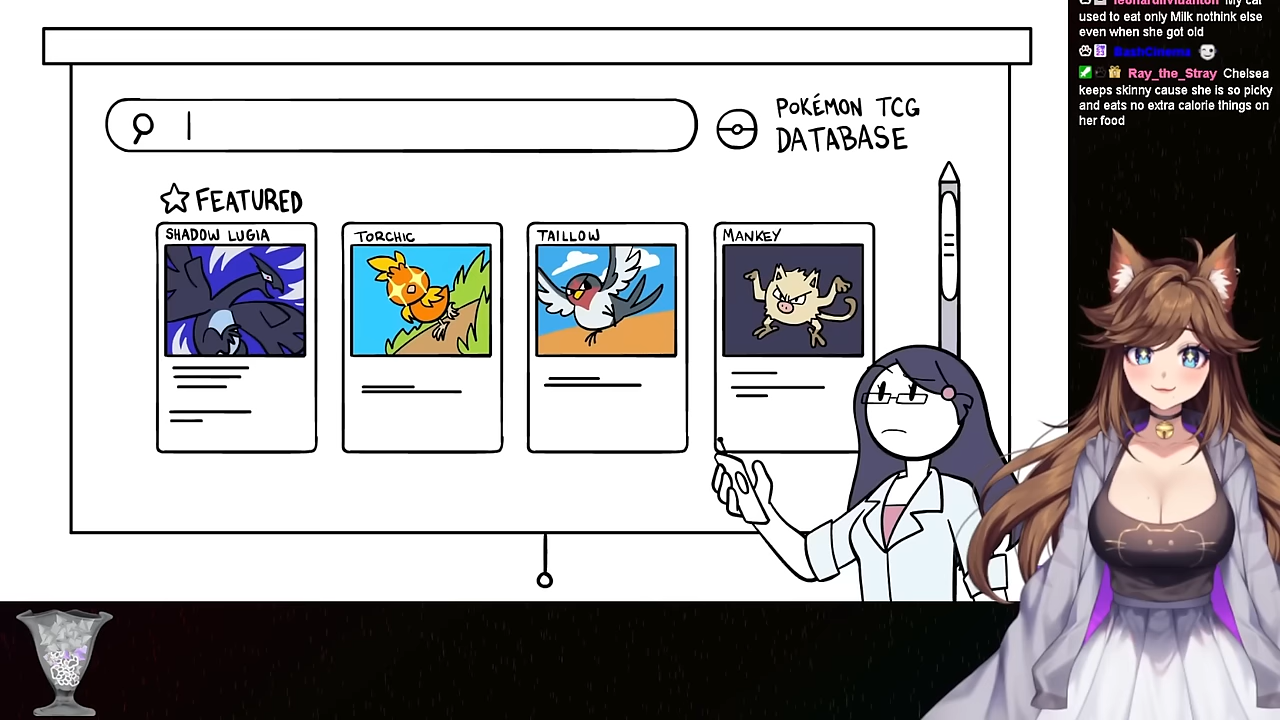 POKÉMON TCG
DATABASE
FEATURED
SHADOW LUGIA
TORCHIC
TAILLOW
MANKEY
My cat
used to eat only Milk nothink else
even when she got old
Ray_the_Stray Chelsea
keeps skinny cause she is so picky
and eats no extra calorie things on
her food